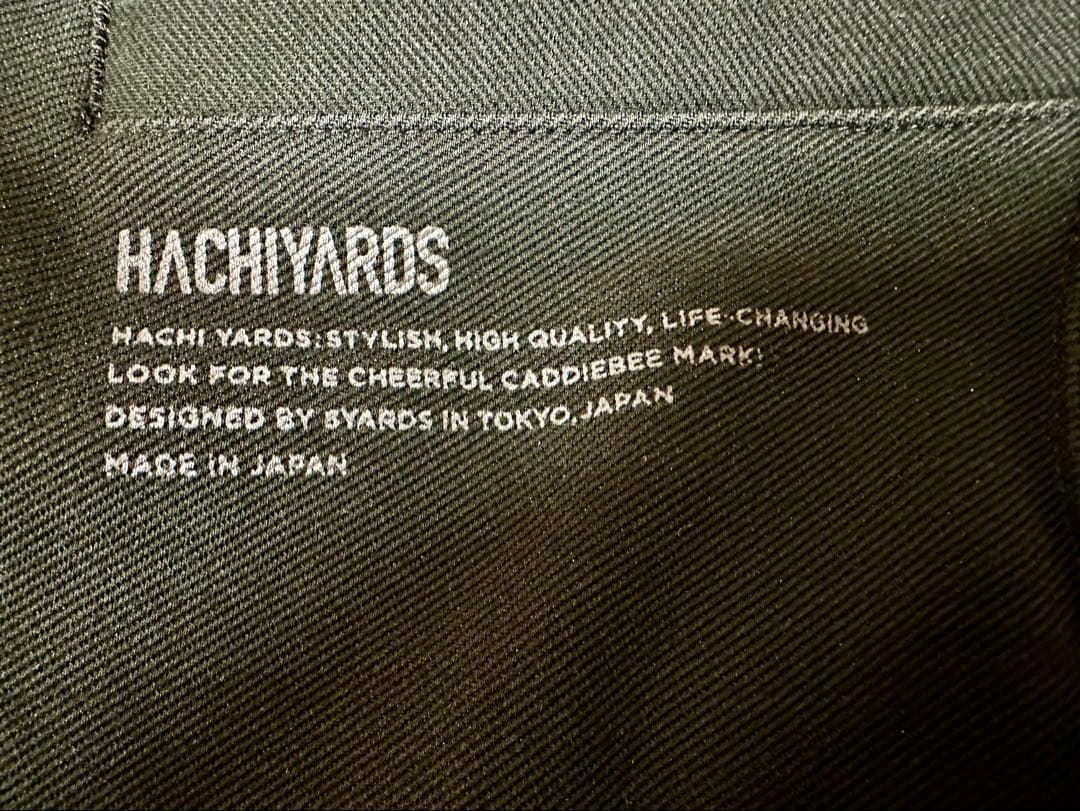 HACHIYARDS
HACHI YARDS: STYLISH, HIGH QUALITY, LIFE-CHANGING
LOOK FOR THE CHEERFUL CADDIEBEE MARK!
DESIGNED BY 8YARDS IN TOKYO, JAPAN
MADE IN JAPAN